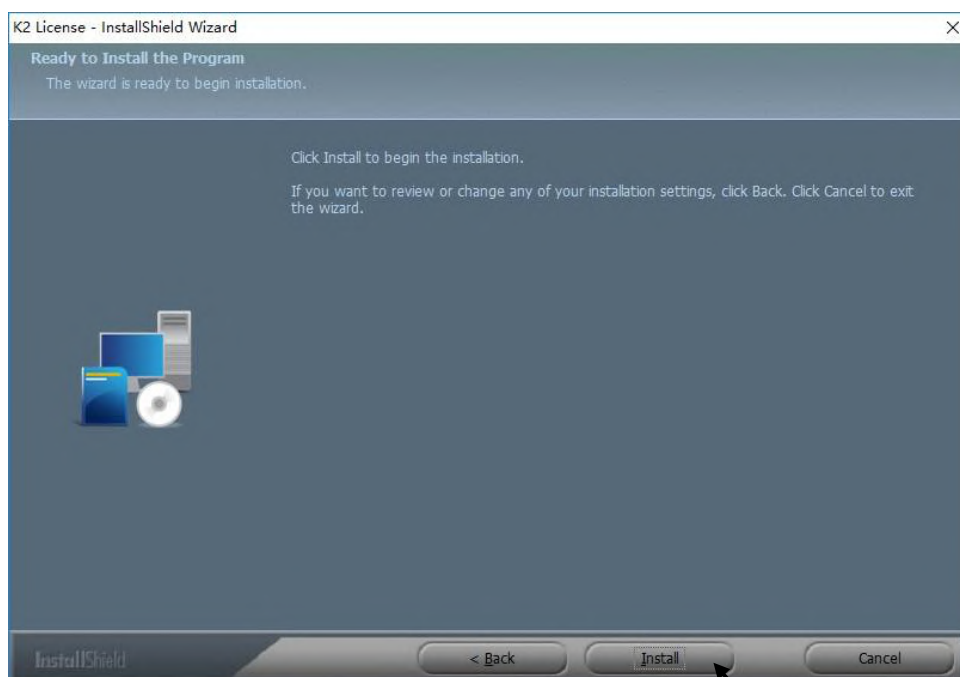 K2 License - InstallShield Wizard
Ready to Install the Program
The wizard is ready to begin installation.
Click Install to begin the installation.
If you want to review or change any of your installation settings, click Back. Click Cancel to exit
the wizard.
InstallShield
< Back
Install
Cancel